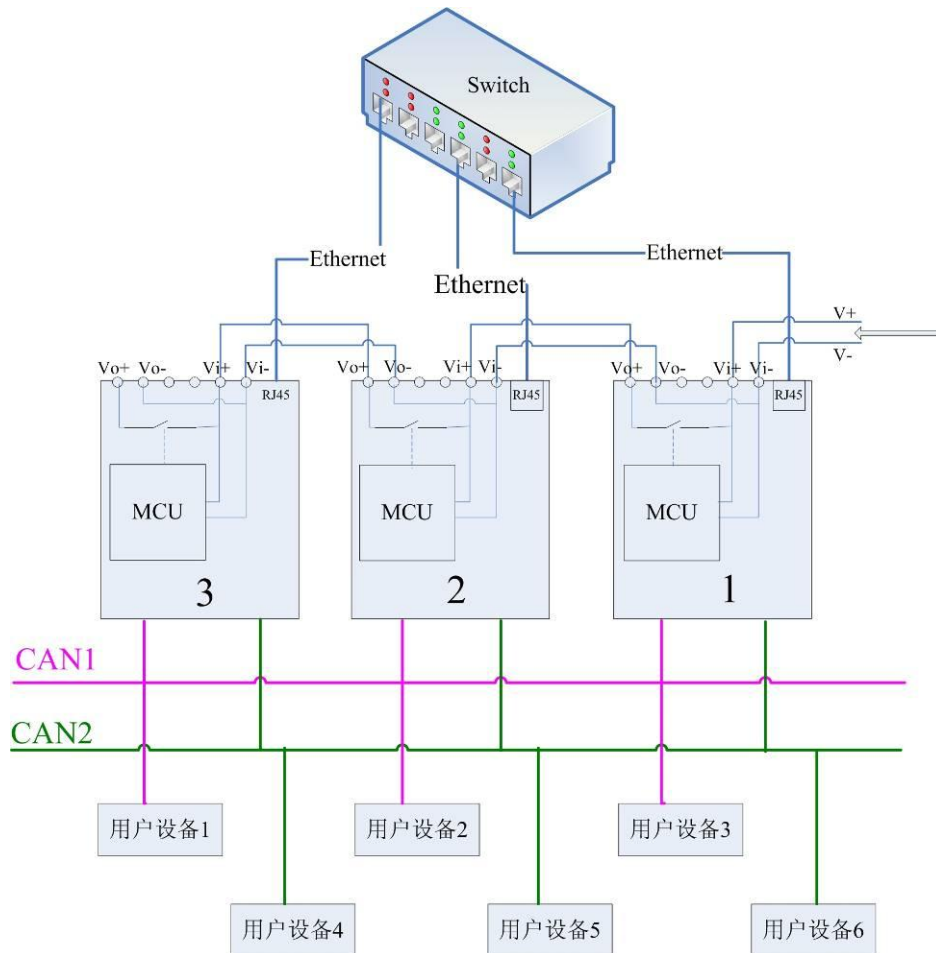 Switch
Ethernet
Ethernet
Ethernet
V+
V-
Vo+ Vo- Vi+ Vi-
Vo+ Vo- Vi+ Vi-
Vo+ Vo- Vi+ Vi-
RJ45
RJ45
RJ45
MCU
MCU
MCU
3
2
1
CAN1
CAN2
用户设备1
用户设备2
用户设备3
用户设备4
用户设备5
用户设备6